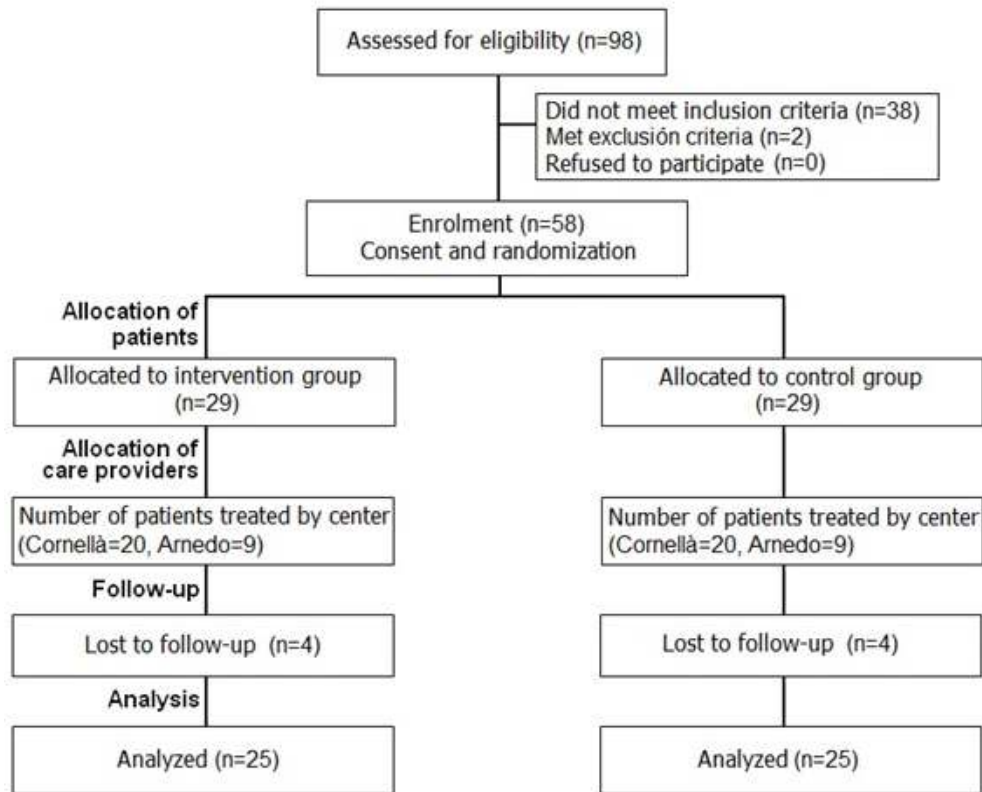 Assessed for eligibility (n=98)
Did not meet inclusion criteria (n=38)
Met exclusión criteria (n=2)
Refused to participate (n=0)
Enrolment (n=58)
Consent and randomization
Allocation of
patients
Allocated to intervention group
(n=29)
Allocated to control group
(n=29)
Allocation of
care providers
Number of patients treated by center
(Cornellà=20, Arnedo=9)
Number of patients treated by center
(Cornellà=20, Arnedo=9)
Follow-up
Lost to follow-up (n=4)
Lost to follow-up (n=4)
Analysis
Analyzed (n=25)
Analyzed (n=25)